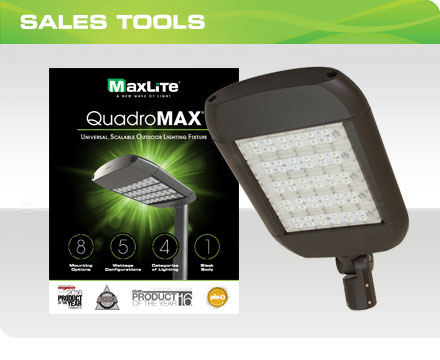 SALES TOOLS
MAXLITE®
A NEW WAVE OF LIGHT
QuadroMAX®
UNIVERSAL, SCALABLE OUTDOOR LIGHTING FIXTURE
8 5 4 1
Mounting Options
Wattage Configurations
Categories of Lighting
Sleek Body
2016
PRODUCT
OF THE YEAR
PRODUCT
OF THE YEAR
16